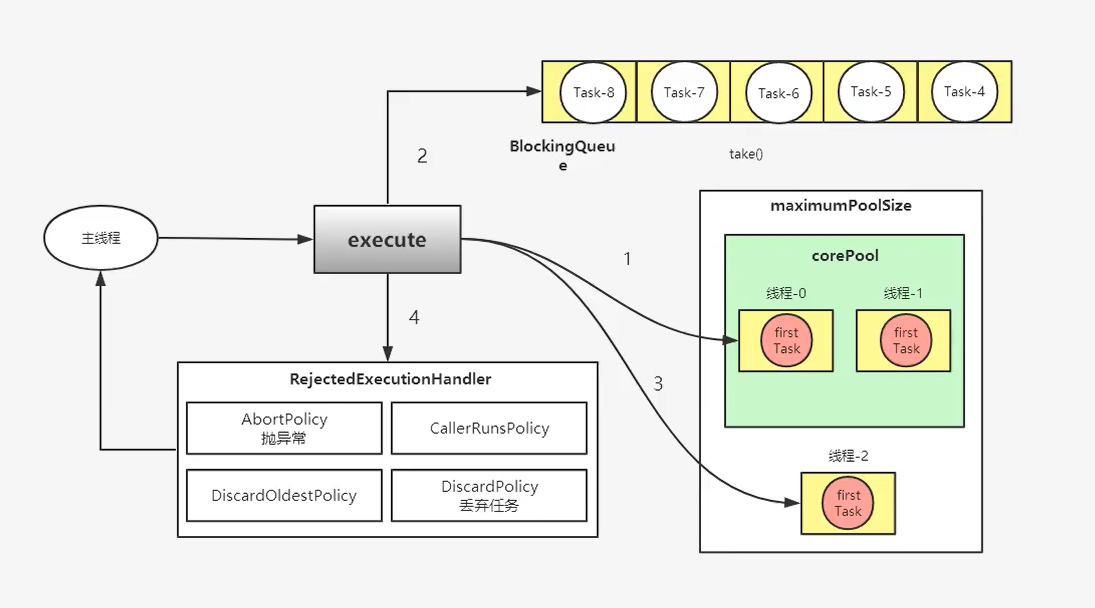 Task-8
Task-7
Task-6
Task-5
Task-4
BlockingQueu
e
take()
2
maximumPoolSize
主线程
execute
1
corePool
线程-0
线程-1
first
Task
first
Task
4
3
RejectedExecutionHandler
AbortPolicy
抛异常
CallerRunsPolicy
DiscardOldestPolicy
DiscardPolicy
丢弃任务
线程-2
first
Task